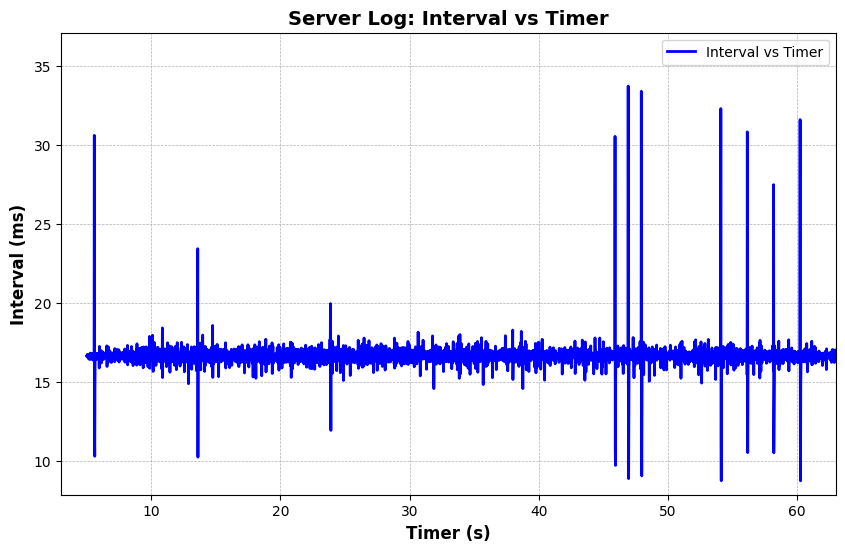 Server Log: Interval vs Timer
Interval vs Timer
35
30
25
20
15
10
Interval (ms)
10 20 30 40 50 60
Timer (s)